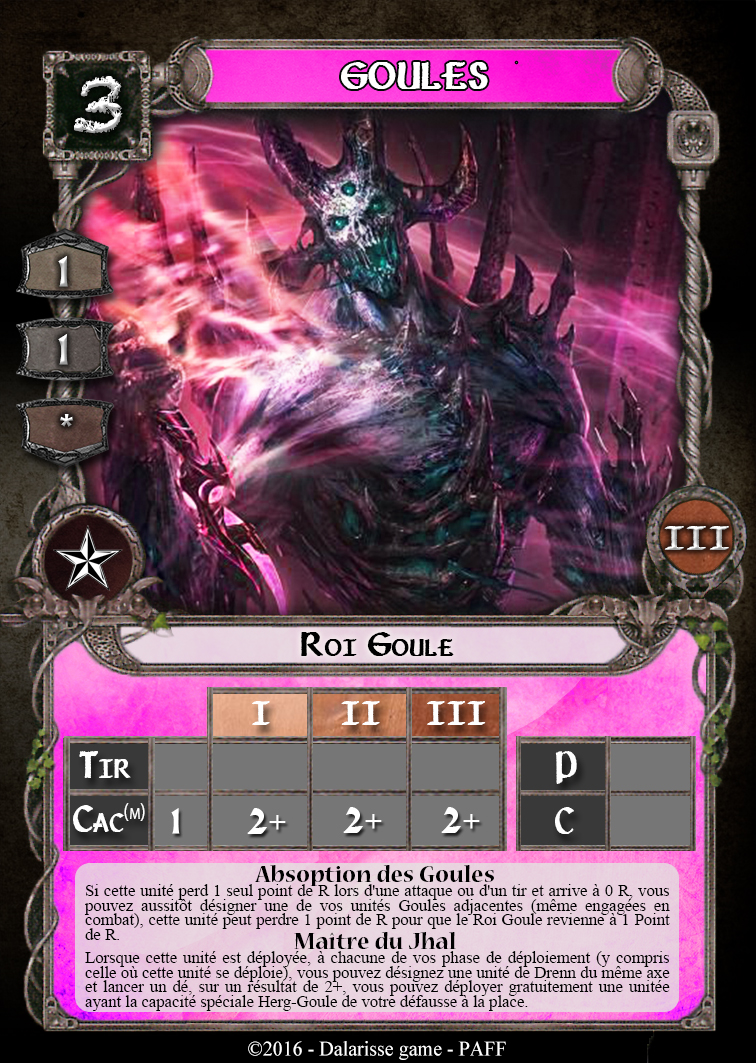 3
GOULES
1
1
*
III
ROI GOULE
I II III
TIR P
CAC(M) 1 2+ 2+ 2+ C
Absoption des Goules
Si cette unité perd 1 seul point de R lors d'une attaque ou d'un tir et arrive à 0 R, vous
pouvez aussitôt désigner une de vos unités Goules adjacentes (même engagées en
combat), cette unité peut perdre 1 point de R pour que le Roi Goule revienne à 1 Point
de R.
Maître du Jhal
Lorsque cette unité est déployée, à chacune de vos phase de déploiement (y compris
celle où cette unité se déploie), vous pouvez désignez une unité de Drenn du même axe
et lancer un dé, sur un résultat de 2+, vous pouvez déployer gratuitement une unitée
ayant la capacité spéciale Herg-Goule de votre défausse à la place.
©2016 - Dalarisse game - PAFF